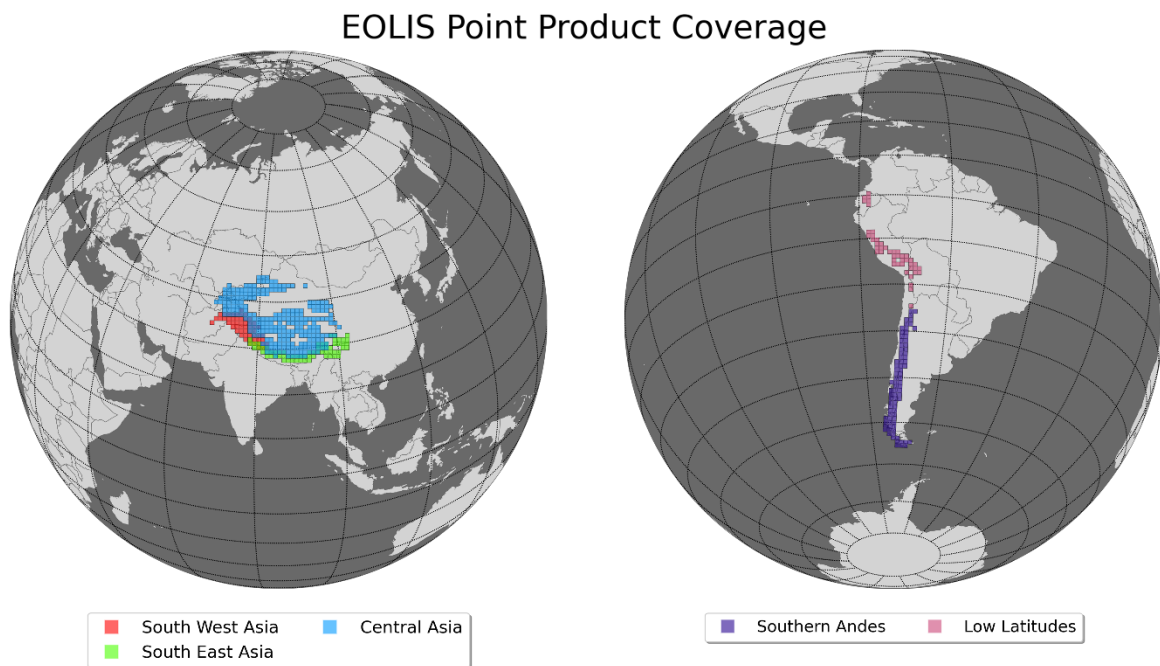 EOLIS Point Product Coverage
South West Asia
Central Asia
South East Asia
Southern Andes
Low Latitudes